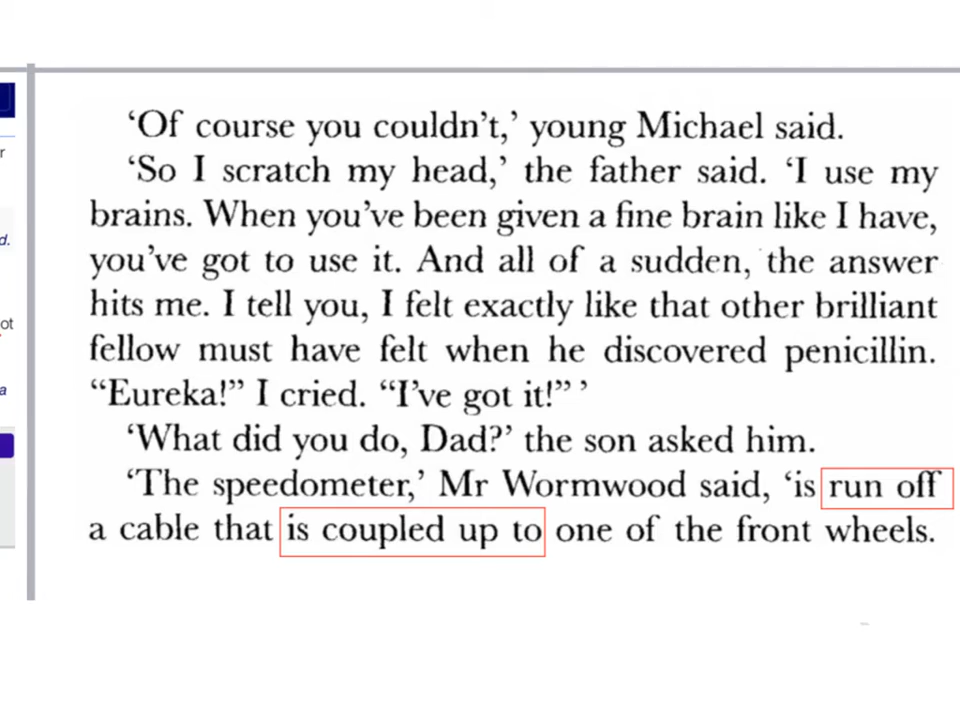 ‘Of course you couldn’t,’ young Michael said.
‘So I scratch my head,’ the father said. ‘I use my
brains. When you’ve been given a fine brain like I have,
you’ve got to use it. And all of a sudden, the answer
hits me. I tell you, I felt exactly like that other brilliant
fellow must have felt when he discovered penicillin.
“Eureka!” I cried. “I’ve got it!” ’
‘What did you do, Dad?’ the son asked him.
‘The speedometer,’ Mr Wormwood said, ‘is run off
a cable that is coupled up to one of the front wheels.